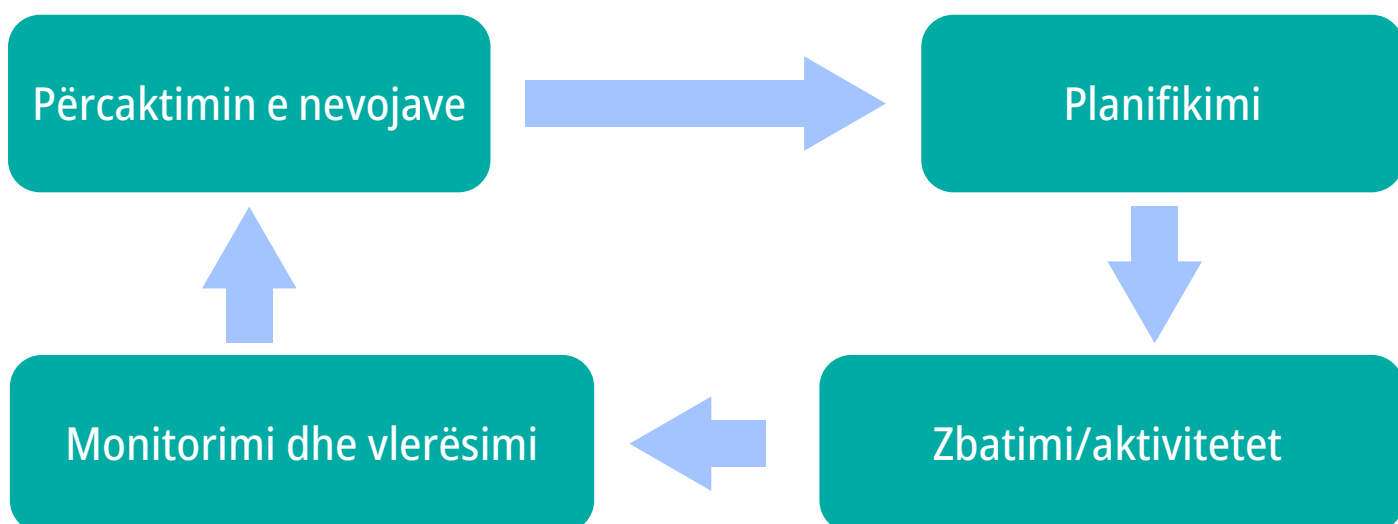 Përcaktimin e nevojave
Planifikimi
Monitorimi dhe vlerësimi
Zbatimi/aktivitetet